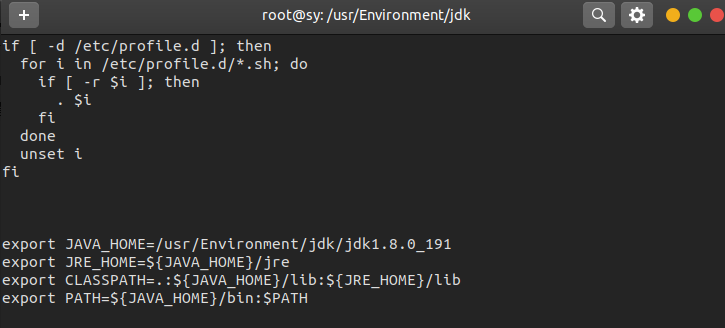 root@sy: /usr/Environment/jdk
if [ -d /etc/profile.d ]; then
  for i in /etc/profile.d/*.sh; do
    if [ -r $i ]; then
      . $i
    fi
  done
  unset i
fi
export JAVA_HOME=/usr/Environment/jdk/jdk1.8.0_191
export JRE_HOME=${JAVA_HOME}/jre
export CLASSPATH=.:${JAVA_HOME}/lib:${JRE_HOME}/lib
export PATH=${JAVA_HOME}/bin:$PATH